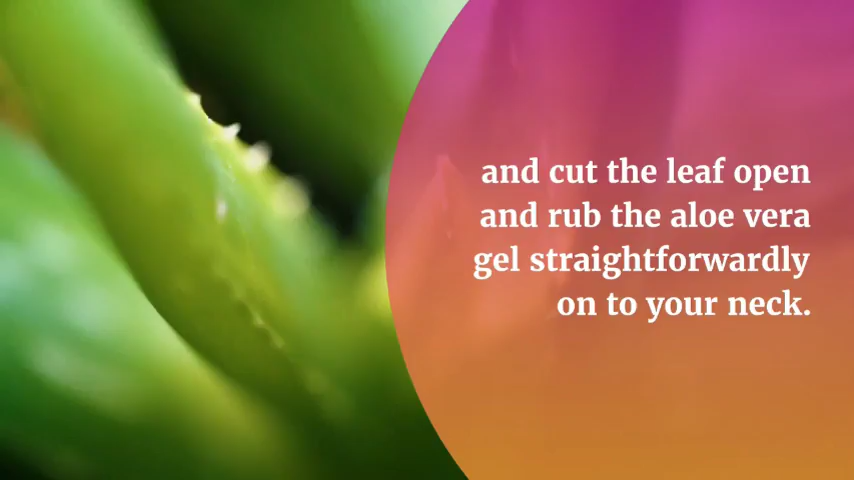 and cut the leaf open
and rub the aloe vera
gel straightforwardly
on to your neck.